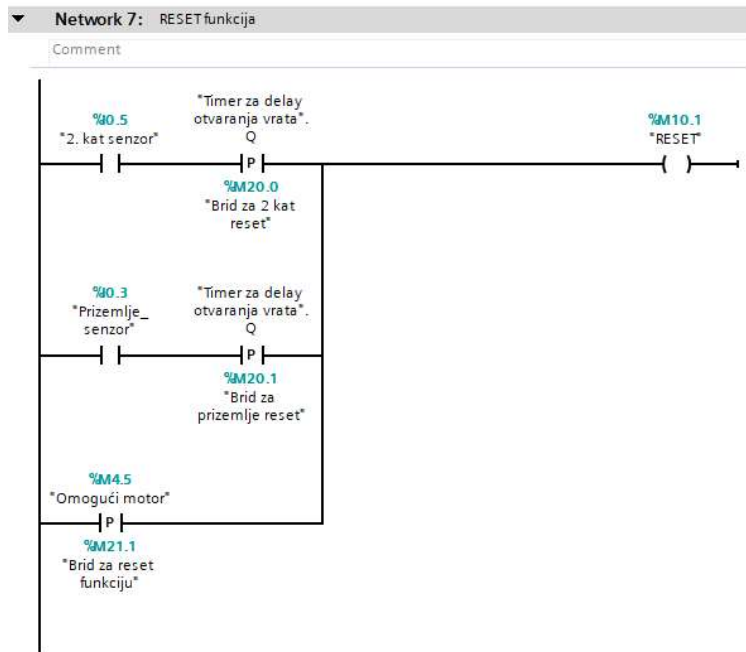 Network 7: RESET funkcija
Comment
"Timer za delay
otvaranja vrata".
Q
%I0.5
"2. kat senzor"
P
%M20.0
"Brid za 2 kat
reset"
%M10.1
"RESET"
"Timer za delay
otvaranja vrata".
Q
%I0.3
"Prizemlje_
senzor"
P
%M20.1
"Brid za
prizemlje reset"
%M4.5
"Omogući motor"
P
%M21.1
"Brid za reset
funkciju"